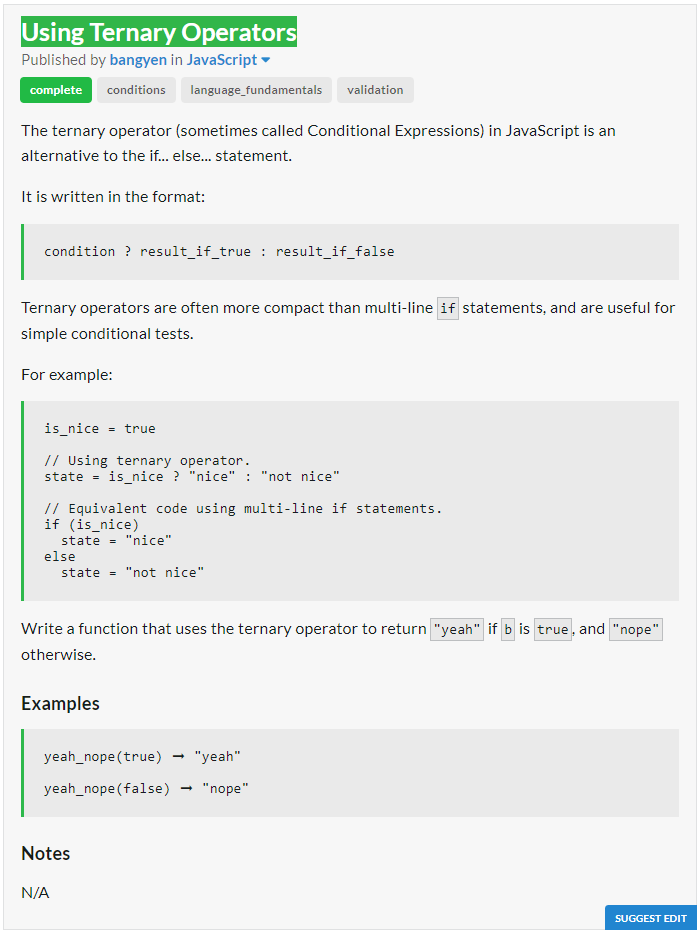 Using Ternary Operators
Published by bangyen in JavaScript
complete conditions language_fundamentals validation
The ternary operator (sometimes called Conditional Expressions) in JavaScript is an
alternative to the if... else... statement.
It is written in the format:
condition ? result_if_true : result_if_false
Ternary operators are often more compact than multi-line if statements, and are useful for
simple conditional tests.
For example:
is_nice = true
// Using ternary operator.
state = is_nice ? "nice" : "not nice"
// Equivalent code using multi-line if statements.
if (is_nice)
  state = "nice"
else
  state = "not nice"
Write a function that uses the ternary operator to return "yeah" if b is true, and "nope"
otherwise.
Examples
yeah_nope(true) ➞ "yeah"
yeah_nope(false) ➞ "nope"
Notes
N/A
SUGGEST EDIT